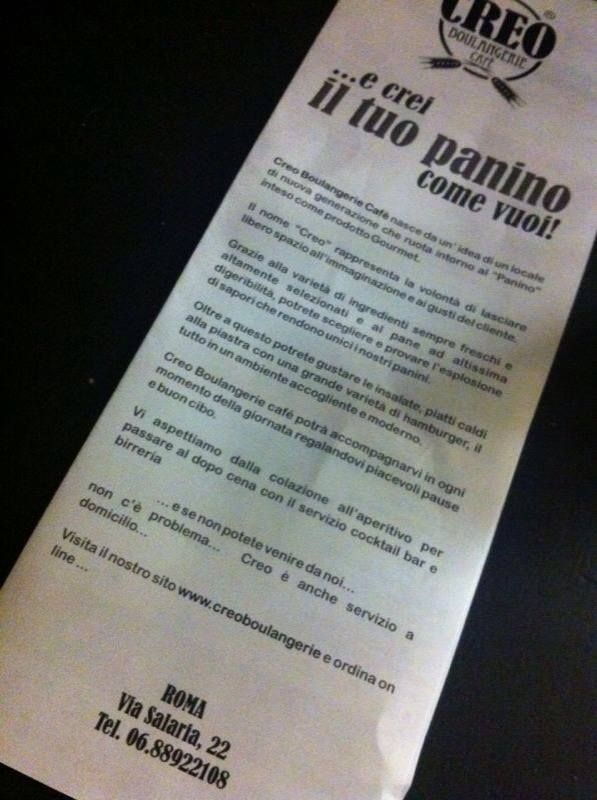 CREO
®
BOULANGERIE
CAFÈ
...e crei
il tuo panino
come vuoi!
Creo Boulangerie Cafè nasce da un' idea di un locale
di nuova generazione che ruota intorno al "Panino"
inteso come prodotto Gourmet.
Il nome "Creo" rappresenta la volontà di lasciare
libero spazio all'immaginazione e ai gusti del cliente.
Grazie alla varietà di ingredienti sempre freschi e
altamente selezionati e al pane ad altissima
digeribilità, potrete scegliere e provare l'esplosione
di sapori che rendono unici i nostri panini.
Oltre a questo potrete gustare le insalate, piatti caldi
alla piastra con una grande varietà di hamburger, il
tutto in un ambiente accogliente e moderno.
Creo Boulangerie cafè potrà accompagnarvi in ogni
momento della giornata regalandovi piacevoli pause
e buon cibo.
Vi aspettiamo dalla colazione all'aperitivo per
passare al dopo cena con il servizio cocktail bar e
birreria
... e se non potete venire da noi...
non c'è problema... Creo è anche servizio a
domicilio...
Visita il nostro sito www.creoboulangerie e ordina on
line ...
ROMA
Via Salaria, 22
Tel. 06.88922108